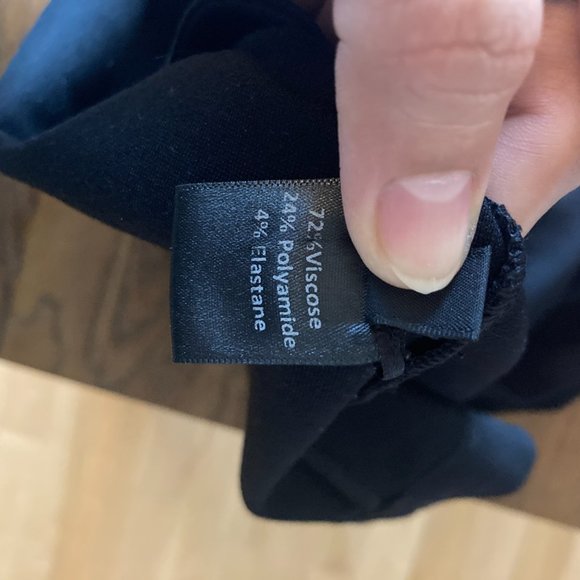 72%Viscose
24% Polyamide
4% Elastane